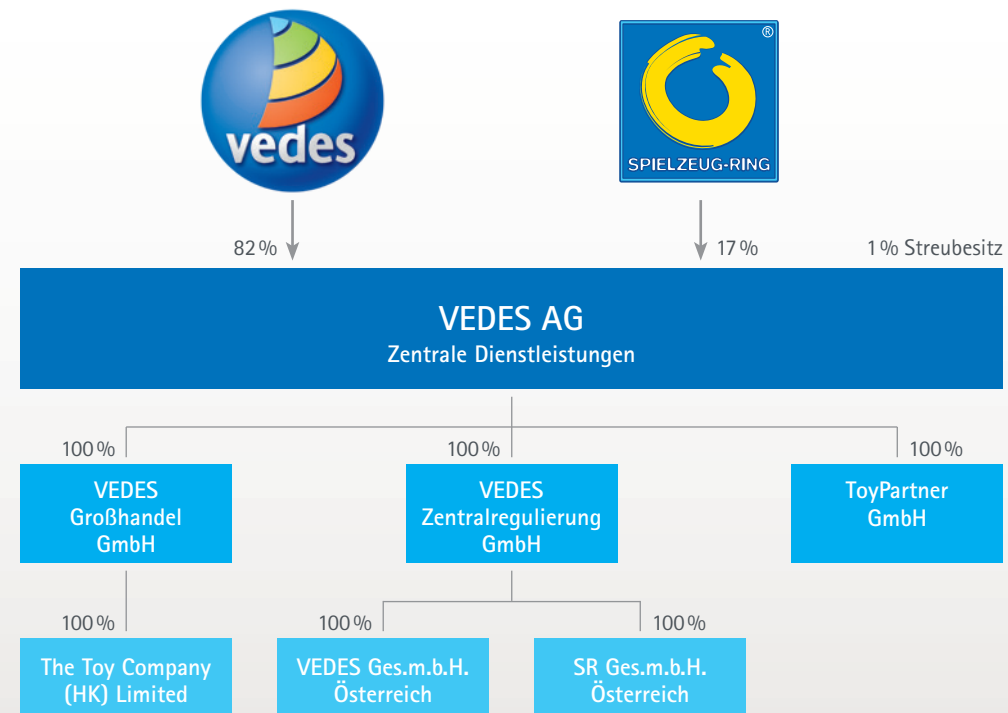 vedes
®
SPIELZEUG-RING
82 %
17 %
1 % Streubesitz
VEDES AG
Zentrale Dienstleistungen
100 %
100 %
100 %
VEDES
Großhandel
GmbH
VEDES
Zentralregulierung
GmbH
ToyPartner
GmbH
100 %
100 %
100 %
The Toy Company
(HK) Limited
VEDES Ges.m.b.H.
Österreich
SR Ges.m.b.H.
Österreich